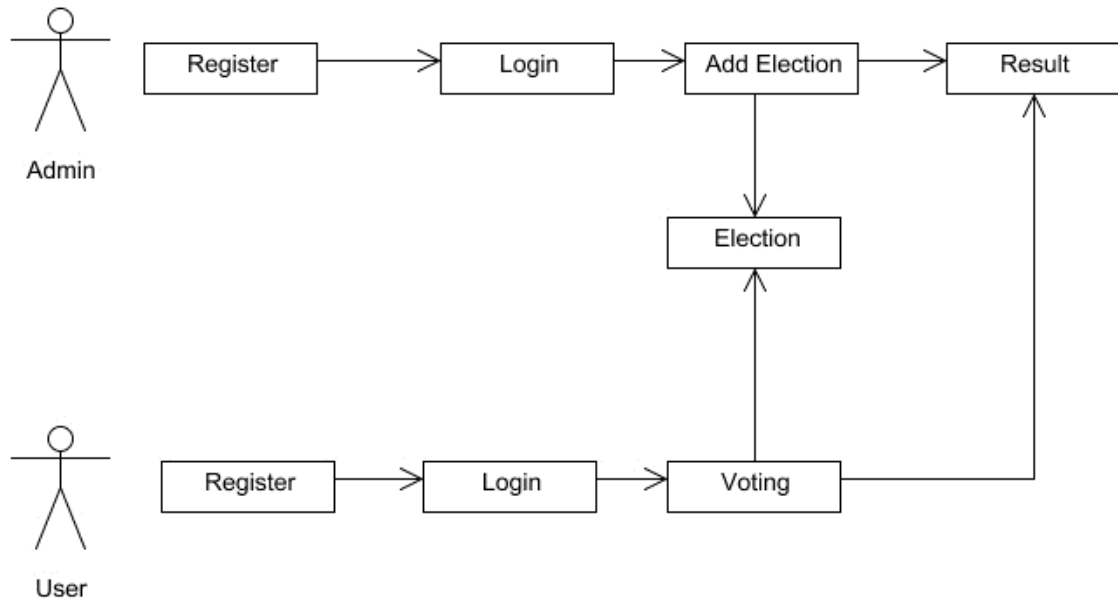 Register
Login
Add Election
Result
Admin
Election
Register
Login
Voting
User